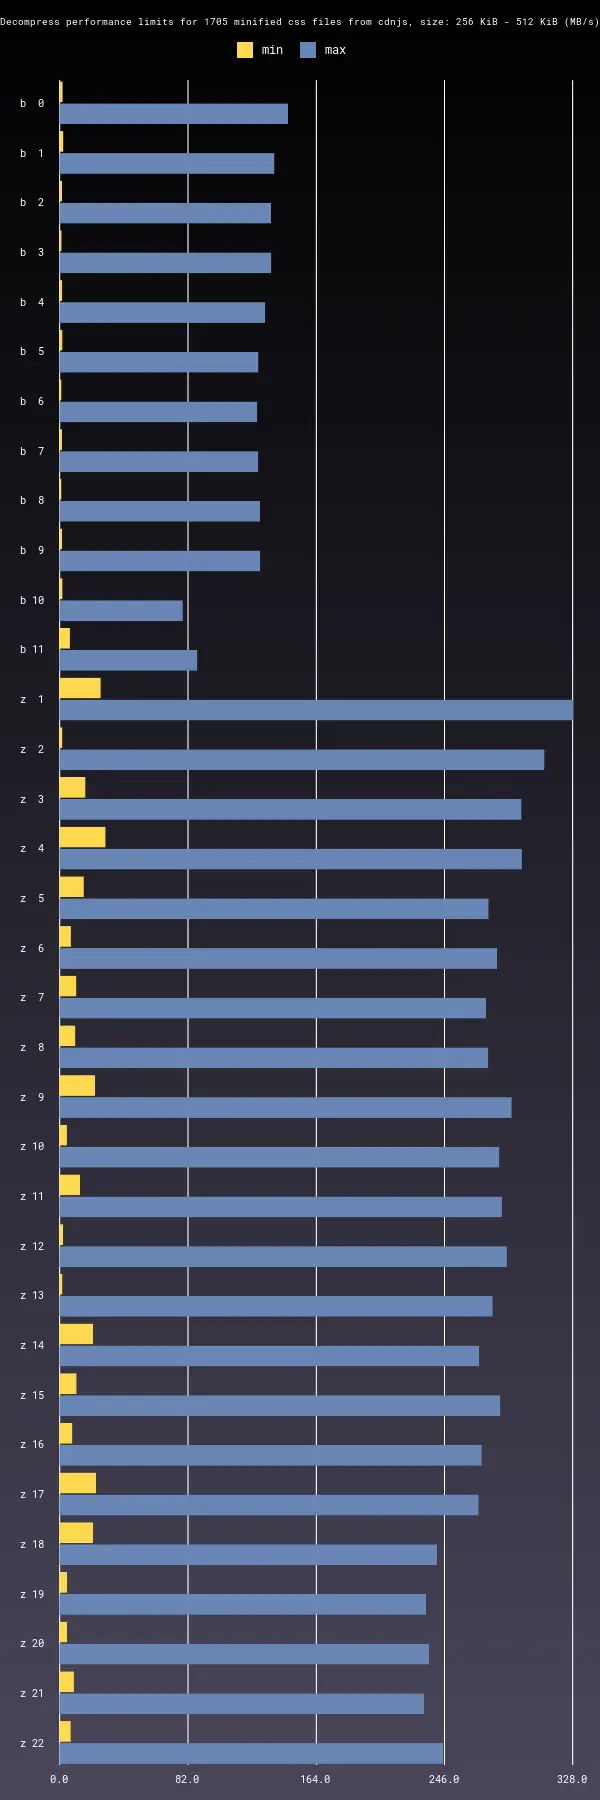 Decompress performance limits for 1705 minified css files from cdnjs, size: 256 KiB - 512 KiB (MB/s)
min max
b 0
b 1
b 2
b 3
b 4
b 5
b 6
b 7
b 8
b 9
b 10
b 11
z 1
z 2
z 3
z 4
z 5
z 6
z 7
z 8
z 9
z 10
z 11
z 12
z 13
z 14
z 15
z 16
z 17
z 18
z 19
z 20
z 21
z 22
0.0 82.0 164.0 246.0 328.0